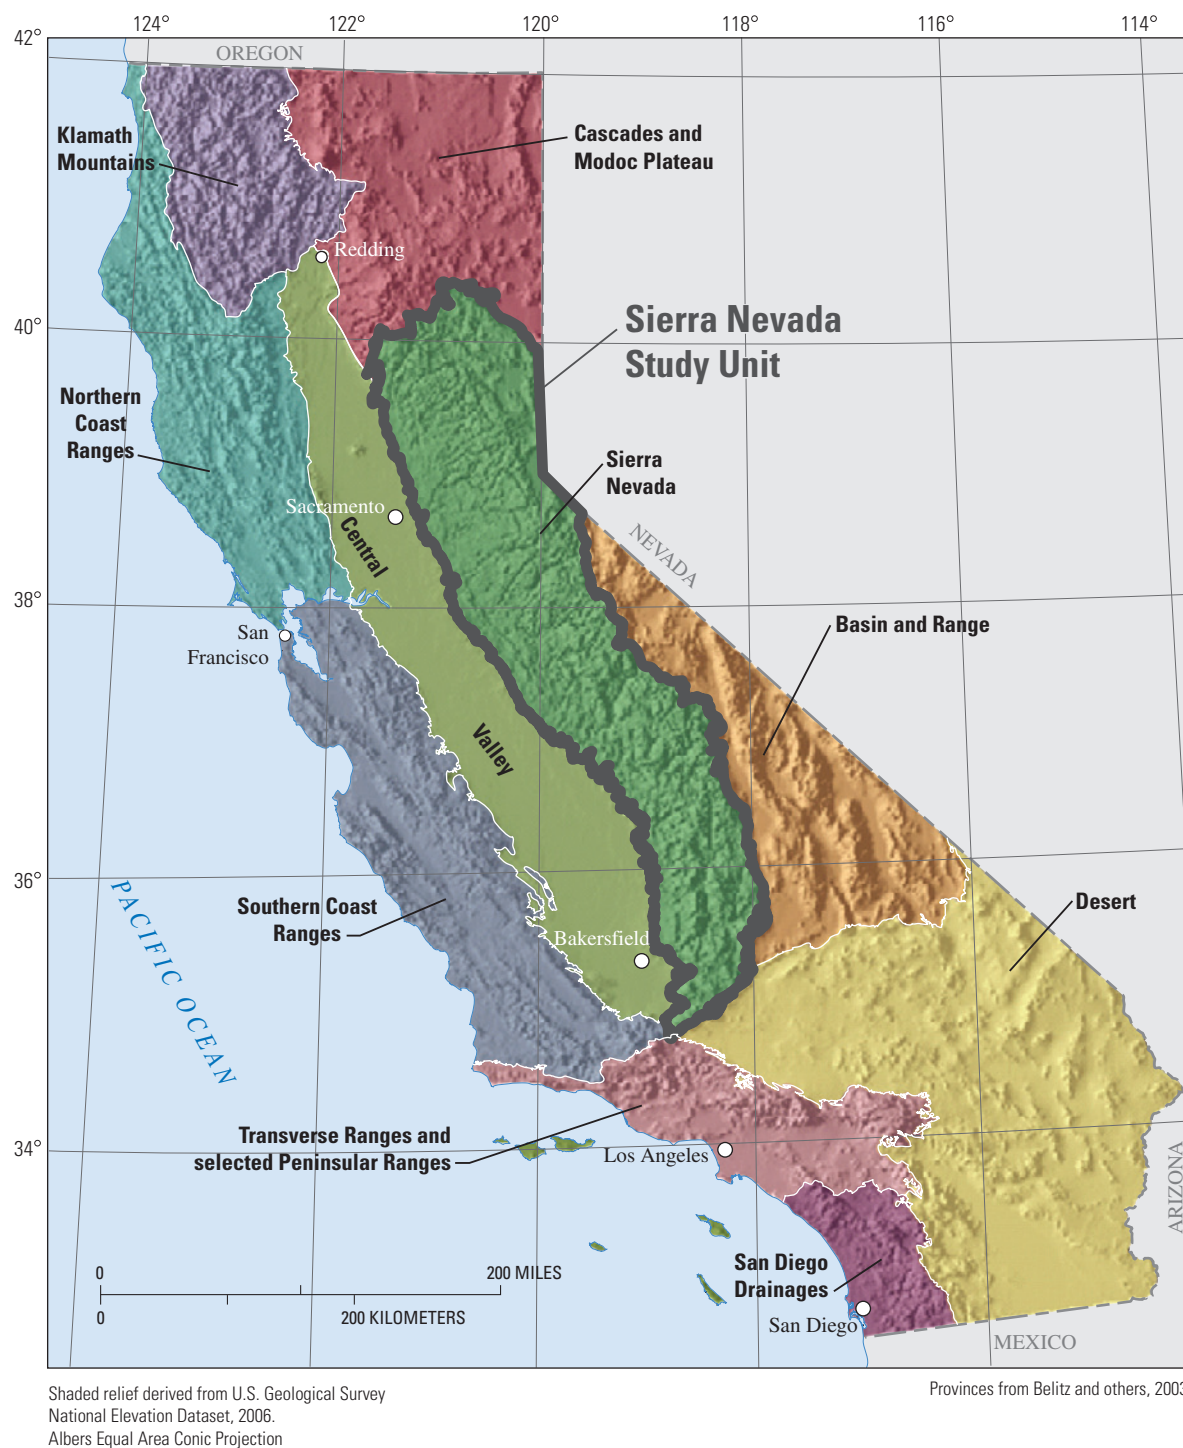 124°
122°
120°
118°
116°
114°
42°
OREGON
Klamath
Mountains
Cascades and
Modoc Plateau
Redding
40°
Sierra Nevada
Study Unit
Northern
Coast
Ranges
Sierra
Nevada
Sacramento
Central
NEVADA
38°
San
Francisco
Basin and Range
Valley
36°
PACIFIC OCEAN
Southern Coast
Ranges
Desert
Bakersfield
34°
Transverse Ranges and
selected Peninsular Ranges
Los Angeles
ARIZONA
0
200 MILES
0
200 KILOMETERS
San Diego
Drainages
San Diego
MEXICO
Shaded relief derived from U.S. Geological Survey
National Elevation Dataset, 2006.
Albers Equal Area Conic Projection
Provinces from Belitz and others, 2003